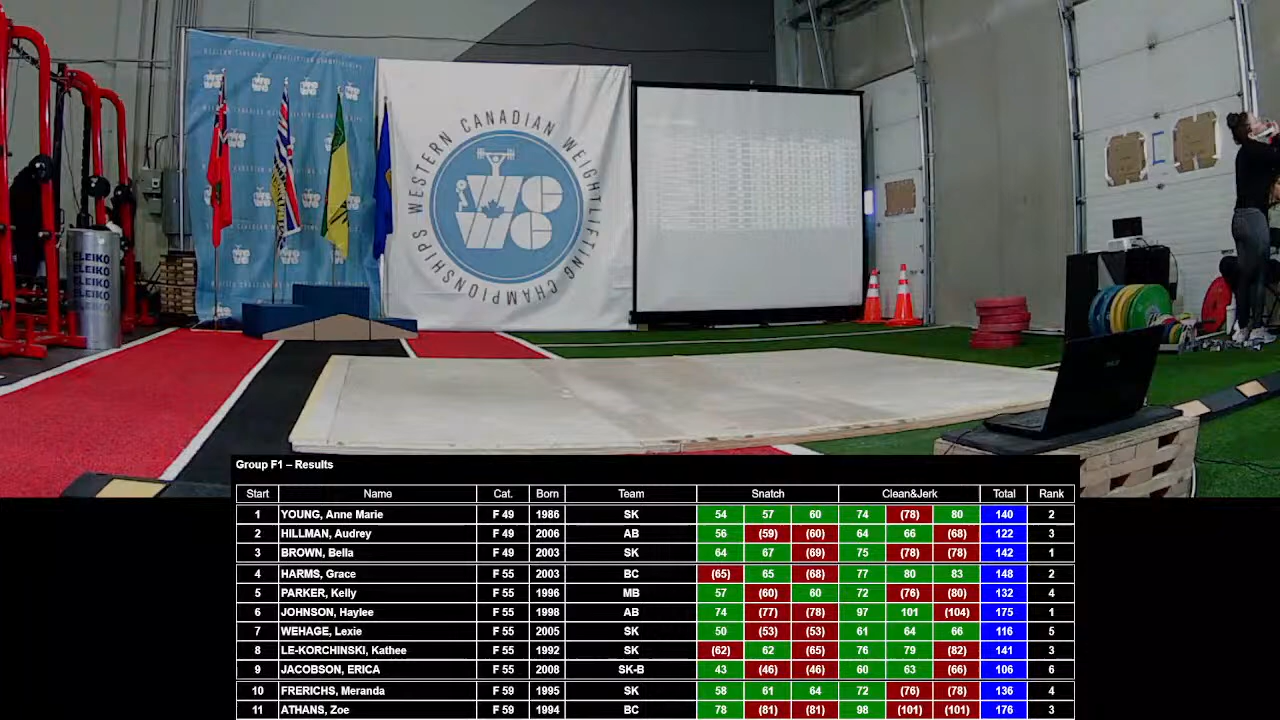 WESTERN CANADIAN WEIGHTLIFTING CHAMPIONSHIPS
WC
WC
ELEIKO
ELEIKO
ELEIKO
ELEIKO
Group F1 – Results
Start Name Cat. Born Team Snatch Clean&Jerk Total Rank
1 YOUNG, Anne Marie F 49 1986 SK 54 57 60 74 (78) 80 140 2
2 HILLMAN, Audrey F 49 2006 AB 56 (59) (60) 64 66 (68) 122 3
3 BROWN, Bella F 49 2003 SK 64 67 (69) 75 (78) (78) 142 1
4 HARMS, Grace F 55 2003 BC (65) 65 (68) 77 80 83 148 2
5 PARKER, Kelly F 55 1996 MB 57 (60) 60 72 (76) (80) 132 4
6 JOHNSON, Haylee F 55 1998 AB 74 (77) (78) 97 101 (104) 175 1
7 WEHAGE, Lexie F 55 2005 SK 50 (53) (53) 61 64 66 116 5
8 LE-KORCHINSKI, Kathee F 55 1992 SK (62) 62 (65) 76 79 (82) 141 3
9 JACOBSON, ERICA F 55 2008 SK-B 43 (46) (46) 60 63 (66) 106 6
10 FRERICHS, Meranda F 59 1995 SK 58 61 64 72 (76) (78) 136 4
11 ATHANS, Zoe F 59 1994 BC 78 (81) (81) 98 (101) (101) 176 3